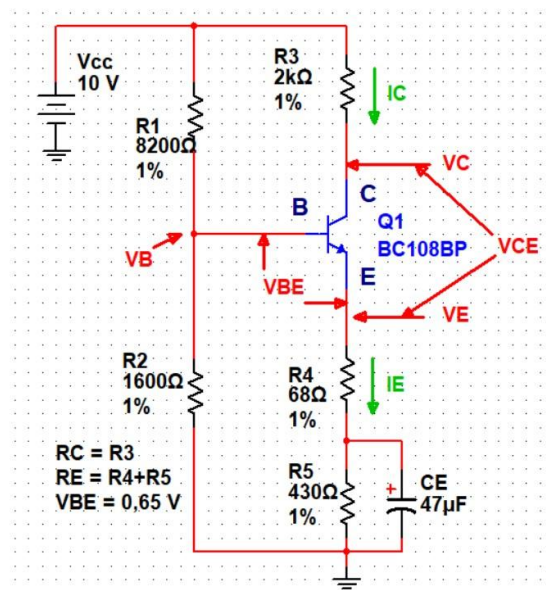 Vcc
10 V
R1
8200Ω
1%
R3
2kΩ
1%
IC
VC
C
B
Q1
BC108BP
VCE
VB
VBE
E
VE
R2
1600Ω
1%
R4
68Ω
1%
IE
RC = R3
RE = R4+R5
VBE = 0,65 V
R5
430Ω
1%
+
CE
47µF